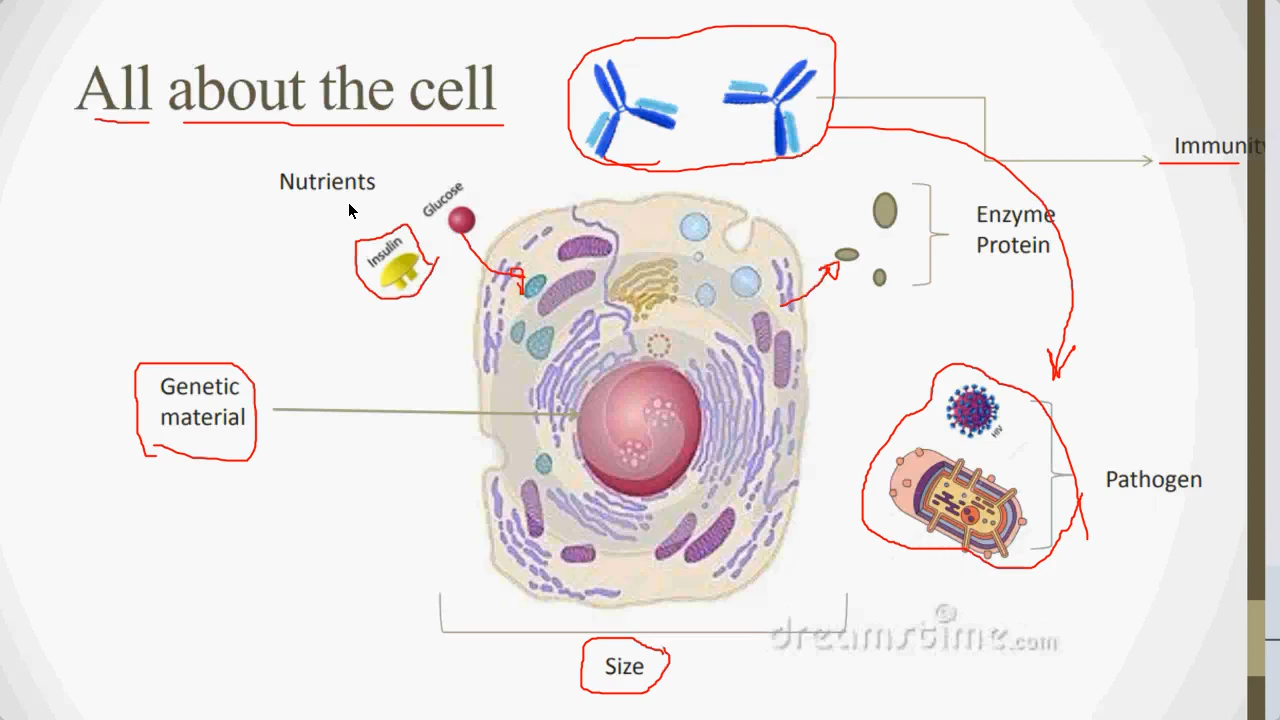 All about the cell
Immunity
Nutrients
Glucose
Insulin
Enzyme
Protein
Genetic
material
HIV
Pathogen
Size
dreamstime.com